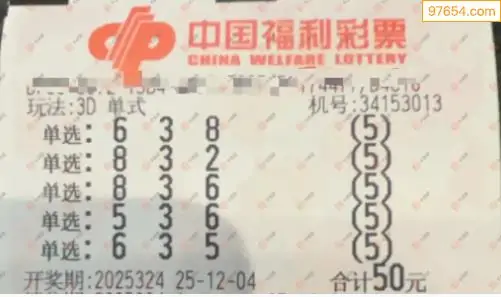 97654.com
中国福利彩票
CHINA WELFARE LOTTERY
玩法:3D 单式 机号:34153013
单选: 6 3 8 (5)
单选: 8 3 2 (5)
单选: 8 3 6 (5)
单选: 5 3 6 (5)
单选: 6 3 5 (5)
开奖期:2025324 25-12-04 合计50元